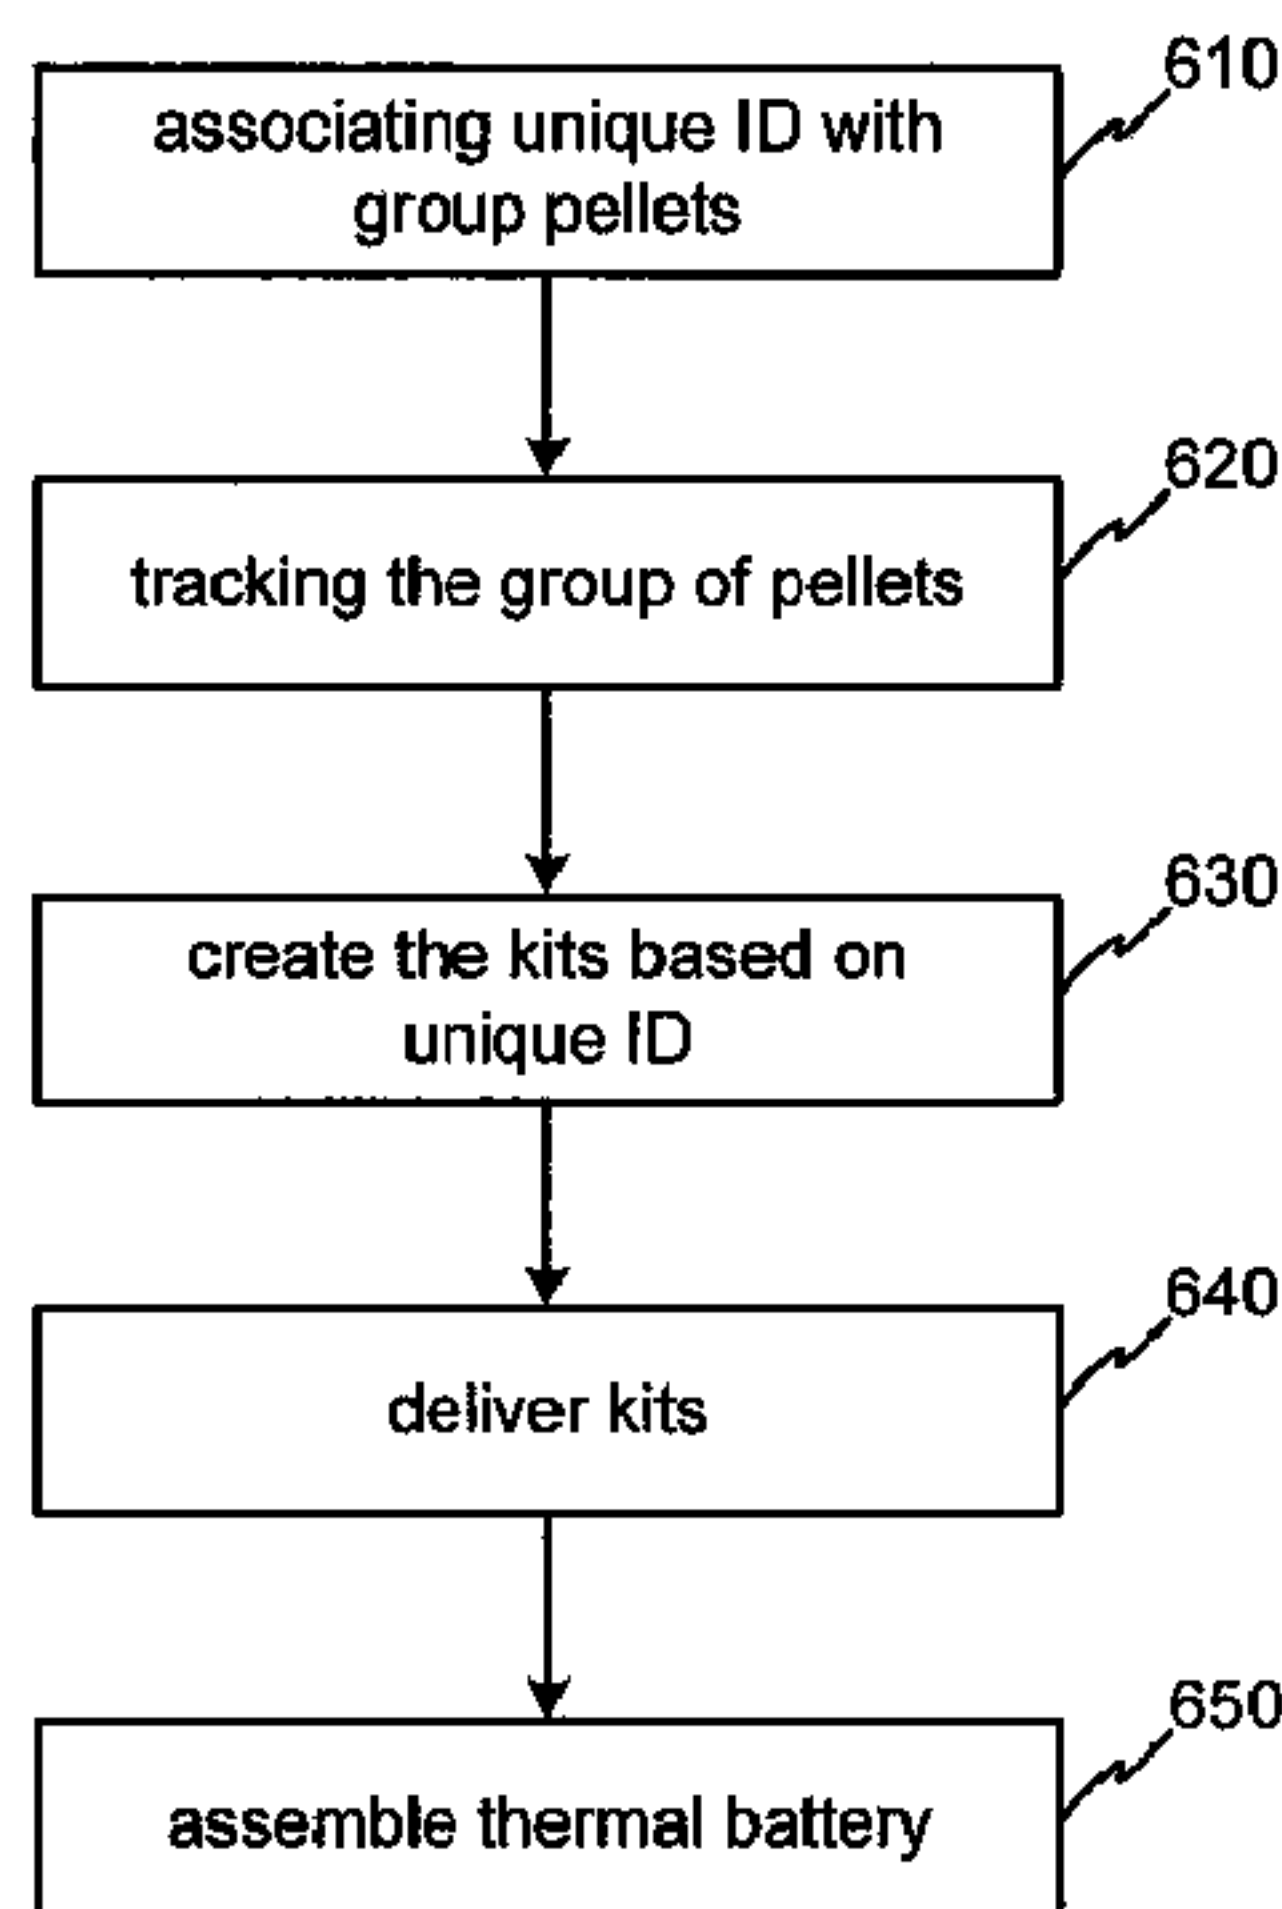 610
associating unique ID with
group pellets
620
tracking the group of pellets
630
create the kits based on
unique ID
640
deliver kits
650
assemble thermal battery